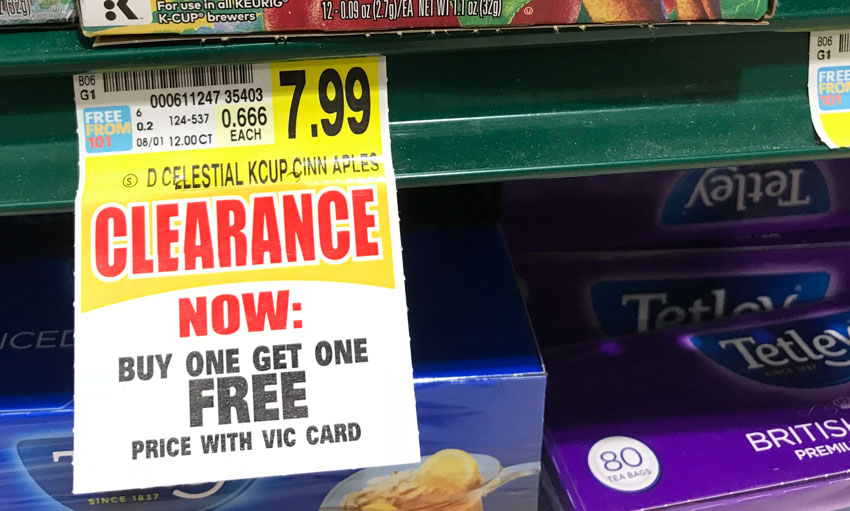 For use in all KEURIG®
K-CUP® brewers
12 - 0.09 oz (2.7g)/EA NET WT 1.1 oz (32g)
B06
G1
000611247 35403
7.99
FREE
FROM
101
6
0.2
124-537
0.666
EACH
08/01 12.00CT
Ⓢ D CELESTIAL KCUP CINN APLES
CLEARANCE
NOW:
BUY ONE GET ONE
FREE
PRICE WITH VIC CARD
B06
G1
FREE
FROM
101
Tetley
Tetley
Tetley
SINCE 1837
BRITISH
PREMIU
80
TEA BAGS
ICED
SINCE 1837